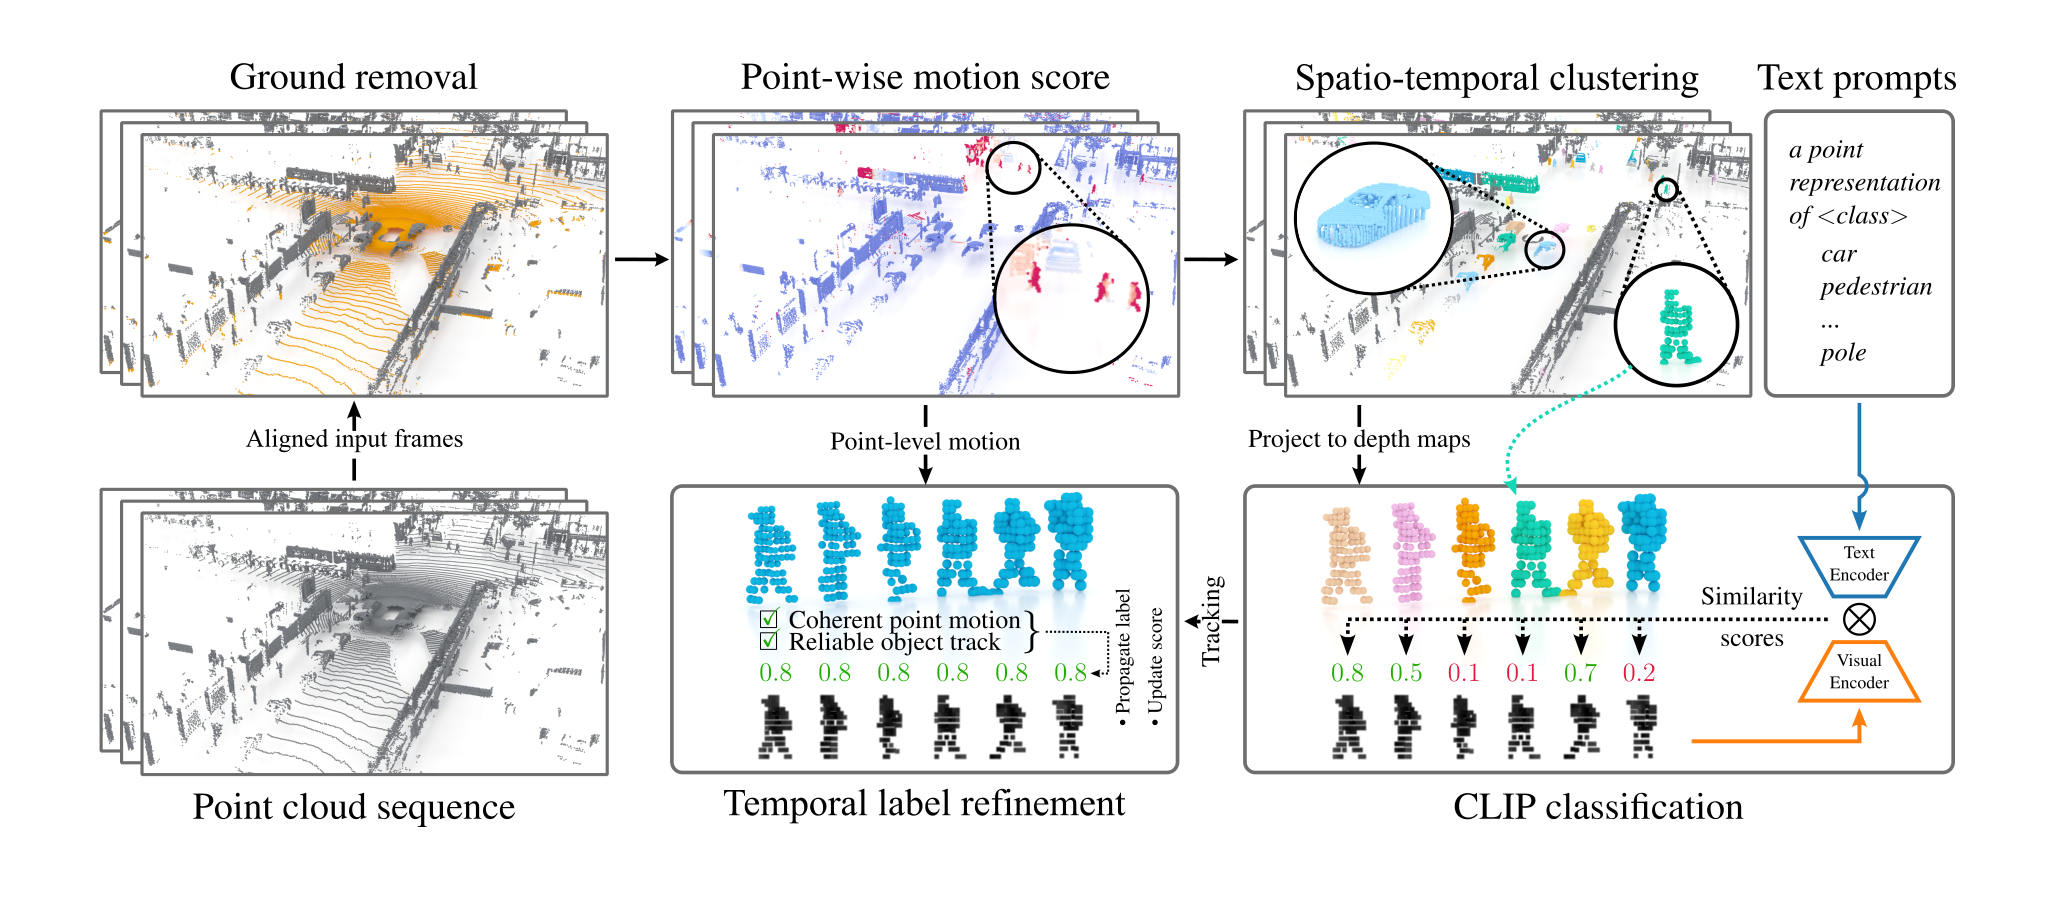 Ground removal
Point-wise motion score
Spatio-temporal clustering
Text prompts
a point
representation
of <class>
car
pedestrian
...
pole
Aligned input frames
Point-level motion
Project to depth maps
Point cloud sequence
Coherent point motion
Reliable object track
0.8 0.8 0.8 0.8 0.8 0.8
• Propagate label
• Update score
Temporal label refinement
Tracking
Text
Encoder
Similarity
scores
Visual
Encoder
0.8 0.5 0.1 0.1 0.7 0.2
CLIP classification